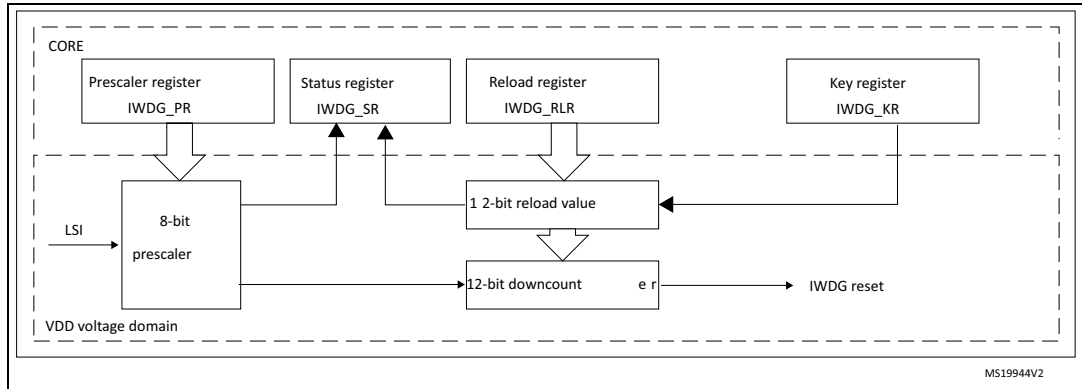 CORE
Prescaler register
IWDG_PR
Status register
IWDG_SR
Reload register
IWDG_RLR
Key register
IWDG_KR
8-bit
prescaler
LSI
1 2-bit reload value
12-bit downcount e r
IWDG reset
VDD voltage domain
MS19944V2